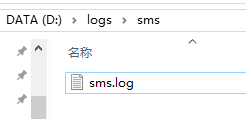 DATA (D:) > logs > sms
名称
sms.log